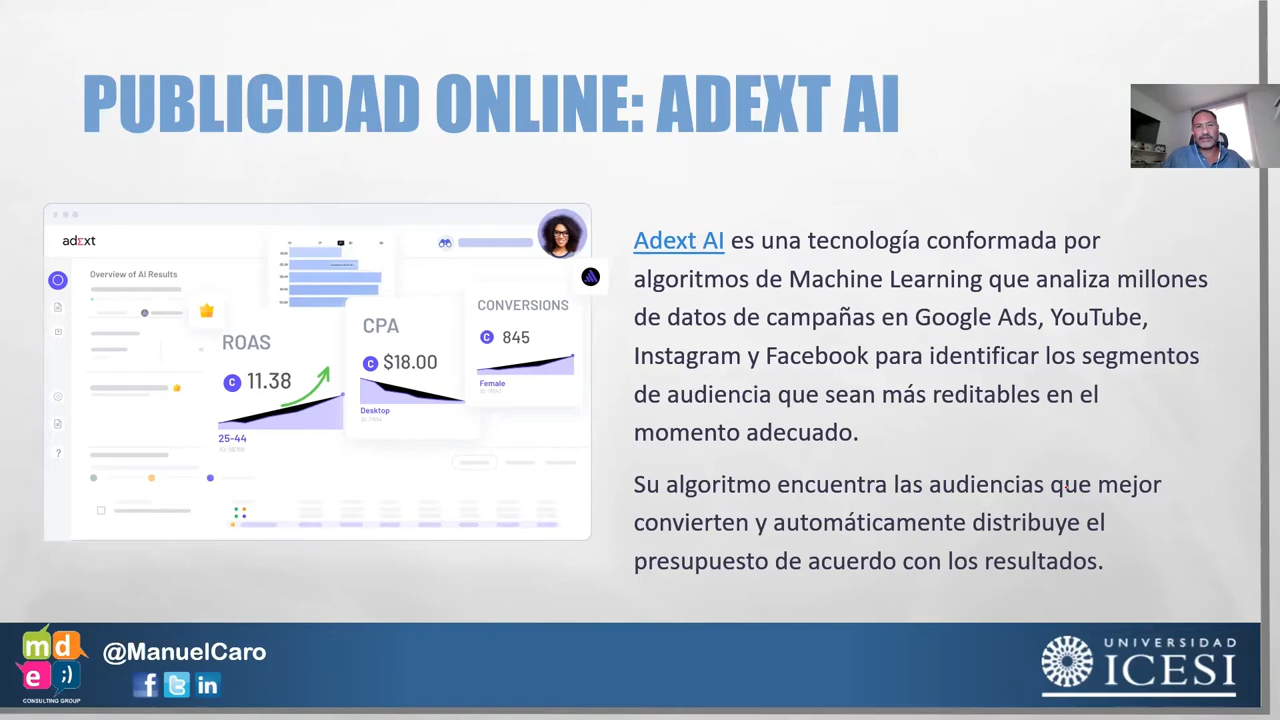 PUBLICIDAD ONLINE: ADEXT AI
adext
Overview of AI Results
ROAS
C 11.38
25-44
CPA
C $18.00
Desktop
CONVERSIONS
C 845
Female
?
Adext AI es una tecnología conformada por
algoritmos de Machine Learning que analiza millones
de datos de campañas en Google Ads, YouTube,
Instagram y Facebook para identificar los segmentos
de audiencia que sean más reditables en el
momento adecuado.
Su algoritmo encuentra las audiencias que mejor
convierten y automáticamente distribuye el
presupuesto de acuerdo con los resultados.
md
e ;)
CONSULTING GROUP
@ManuelCaro
f t in
UNIVERSIDAD
ICESI